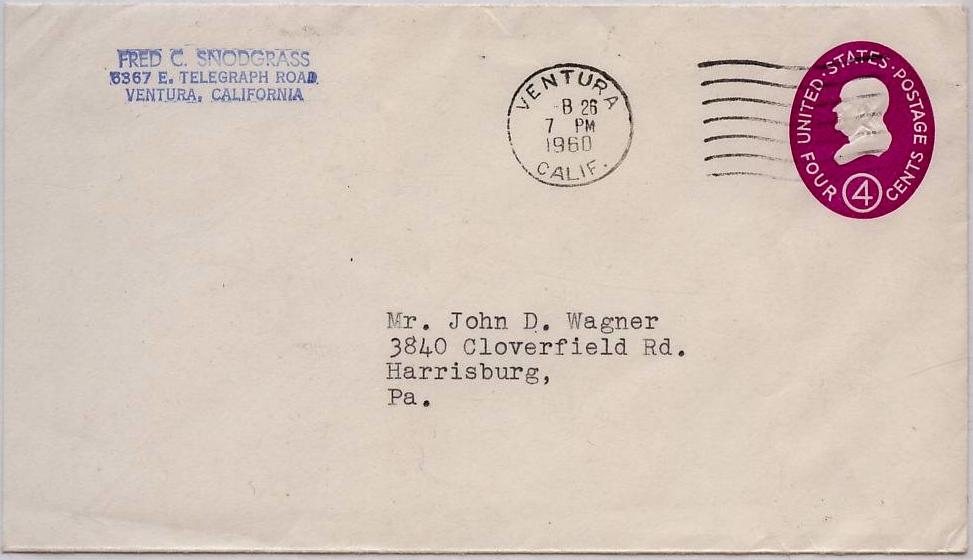 FRED C. SNODGRASS
6367 E. TELEGRAPH ROAD
VENTURA, CALIFORNIA
VENTURA
B 26
7 PM
1960
CALIF.
UNITED · STATES · POSTAGE
FOUR 4 CENTS
Mr. John D. Wagner
3840 Cloverfield Rd.
Harrisburg,
Pa.